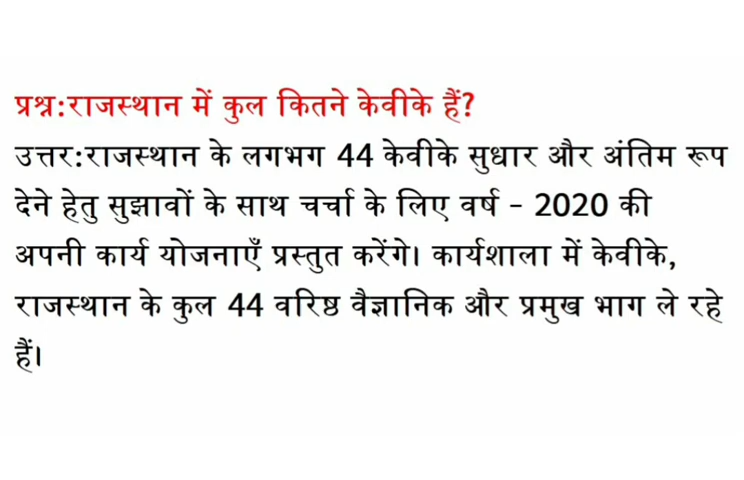 प्रश्न:राजस्थान में कुल कितने केवीके हैं?
उत्तर:राजस्थान के लगभग 44 केवीके सुधार और अंतिम रूप
देने हेतु सुझावों के साथ चर्चा के लिए वर्ष - 2020 की
अपनी कार्य योजनाएँ प्रस्तुत करेंगे। कार्यशाला में केवीके,
राजस्थान के कुल 44 वरिष्ठ वैज्ञानिक और प्रमुख भाग ले रहे
हैं।